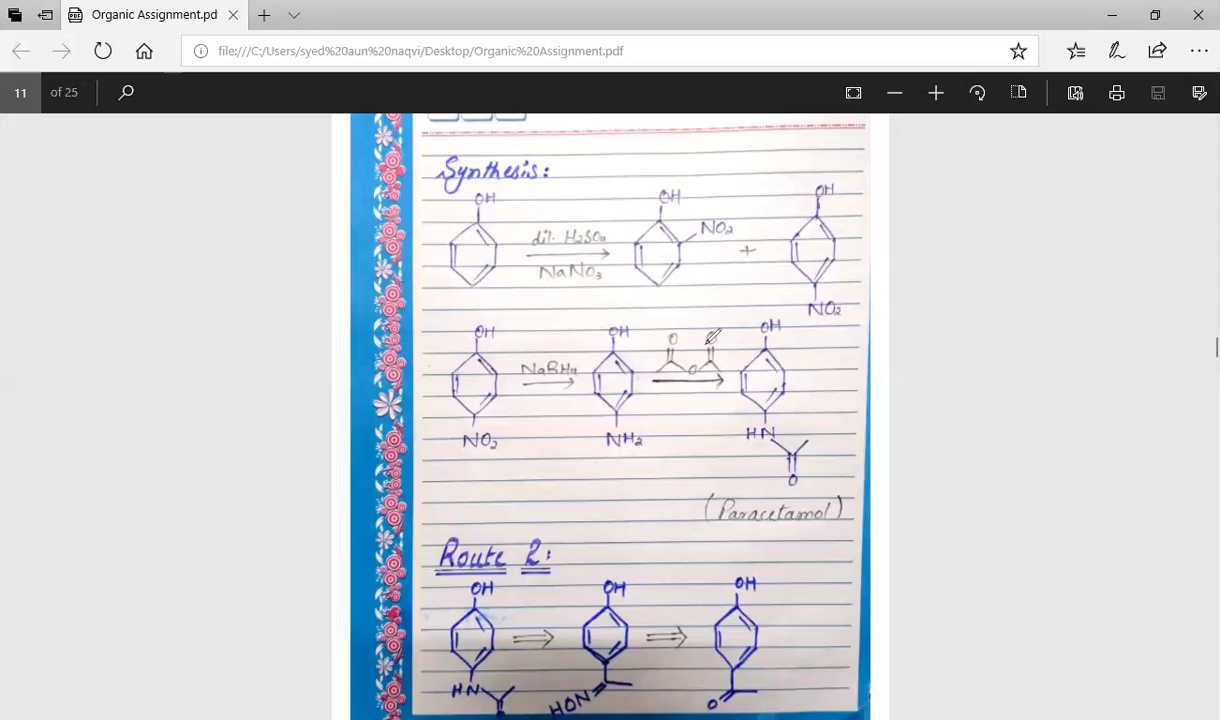 Organic Assignment.pdf
file:///C:/Users/syed%20aun%20naqvi/Desktop/Organic%20Assignment.pdf
11 of 25
Synthesis:
OH
dil. H2SO4
NaNO3
OH
NO2
+
OH
NO2
OH
NO2
NaBH4
OH
NH2
O
O
O
OH
HN
O
(Paracetamol)
Route 2:
OH
HN
O
OH
HON
OH
O